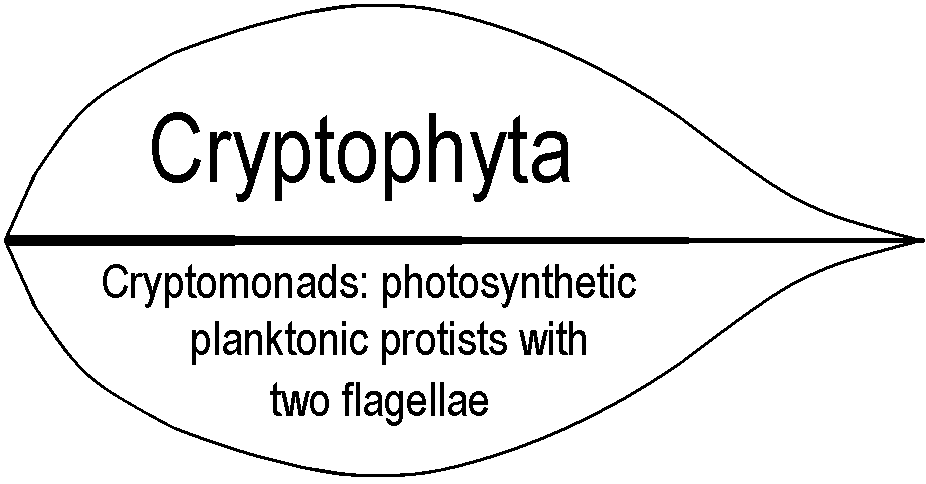 Cryptophyta
Cryptomonads: photosynthetic
planktonic protists with
two flagellae